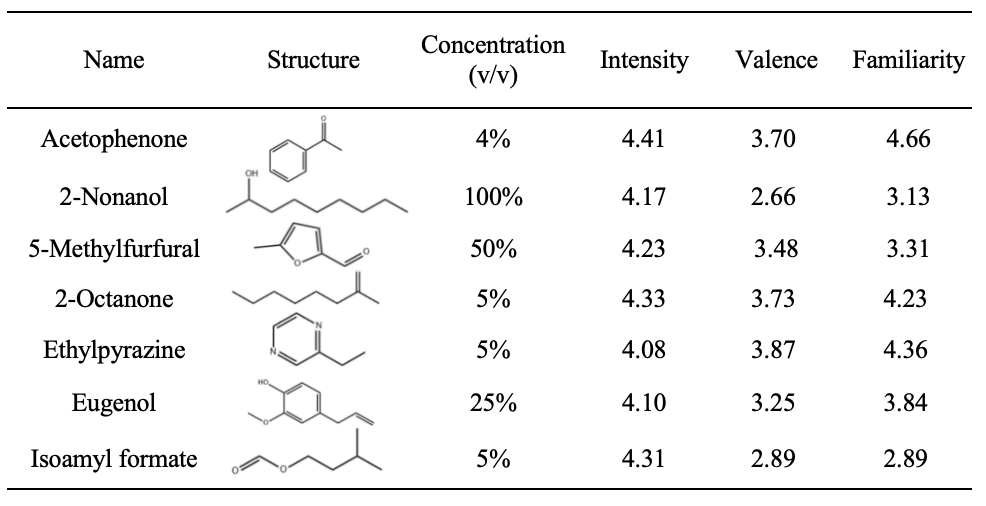 Name Structure Concentration (v/v) Intensity Valence Familiarity
Acetophenone O 4% 4.41 3.70 4.66
2-Nonanol OH 100% 4.17 2.66 3.13
5-Methylfurfural O O 50% 4.23 3.48 3.31
2-Octanone 5% 4.33 3.73 4.23
Ethylpyrazine N N 5% 4.08 3.87 4.36
Eugenol HO O 25% 4.10 3.25 3.84
Isoamyl formate O O 5% 4.31 2.89 2.89